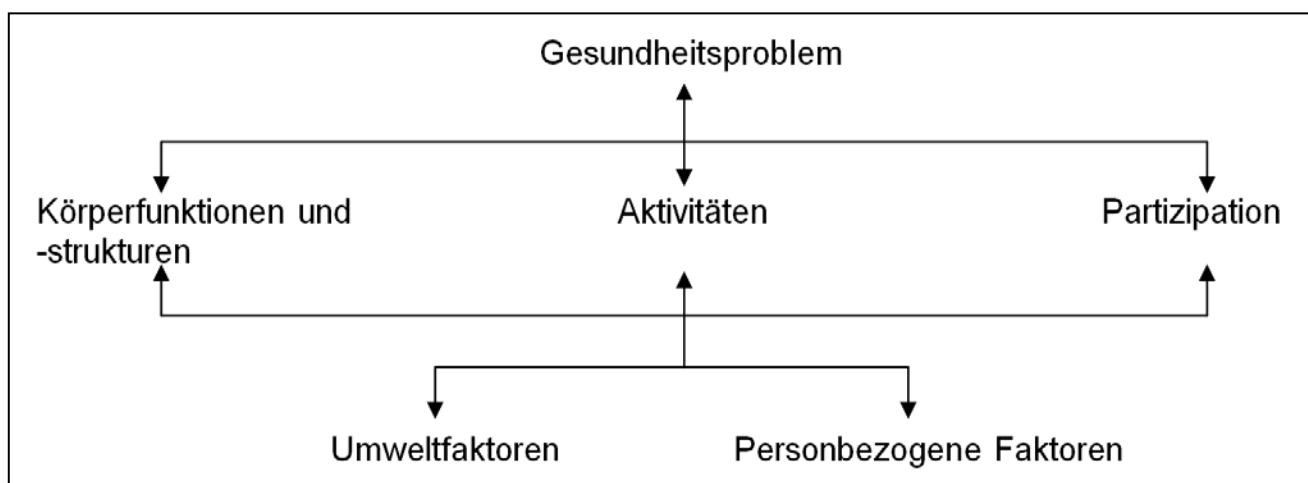 Gesundheitsproblem
Körperfunktionen und
-strukturen
Aktivitäten
Partizipation
Umweltfaktoren
Personbezogene Faktoren